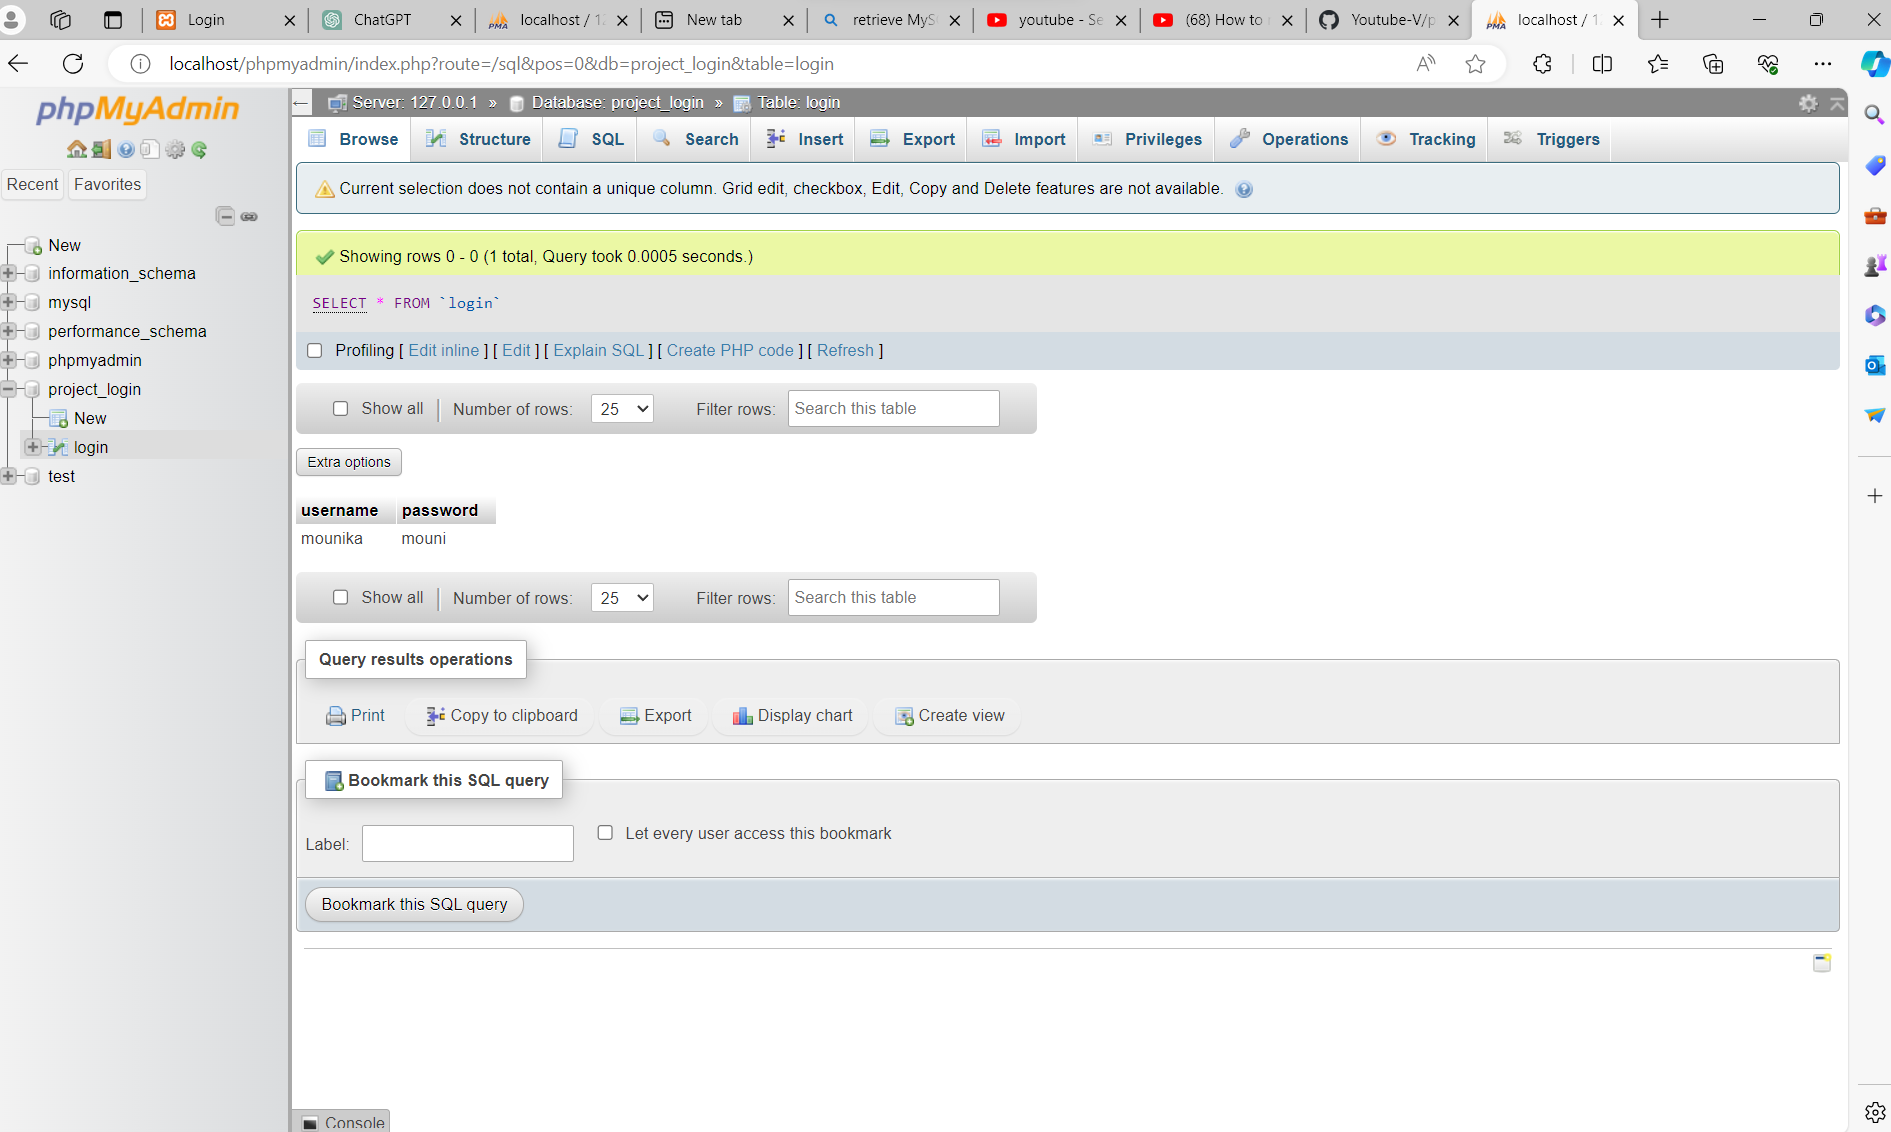 Login
ChatGPT
localhost / 12
New tab
retrieve MyS
youtube - Se
(68) How to
Youtube-V/p
localhost / 1
localhost/phpmyadmin/index.php?route=/sql&pos=0&db=project_login&table=login
phpMyAdmin
Recent
Favorites
New
information_schema
mysql
performance_schema
phpmyadmin
project_login
New
login
test
Server: 127.0.0.1 » Database: project_login » Table: login
Browse
Structure
SQL
Search
Insert
Export
Import
Privileges
Operations
Tracking
Triggers
Current selection does not contain a unique column. Grid edit, checkbox, Edit, Copy and Delete features are not available.
Showing rows 0 - 0 (1 total, Query took 0.0005 seconds.)
SELECT * FROM `login`
Profiling [ Edit inline ] [ Edit ] [ Explain SQL ] [ Create PHP code ] [ Refresh ]
Show all
Number of rows:
25
Filter rows:
Search this table
Extra options
username password
mounika mouni
Show all
Number of rows:
25
Filter rows:
Search this table
Query results operations
Print
Copy to clipboard
Export
Display chart
Create view
Bookmark this SQL query
Label:
Let every user access this bookmark
Bookmark this SQL query
Console